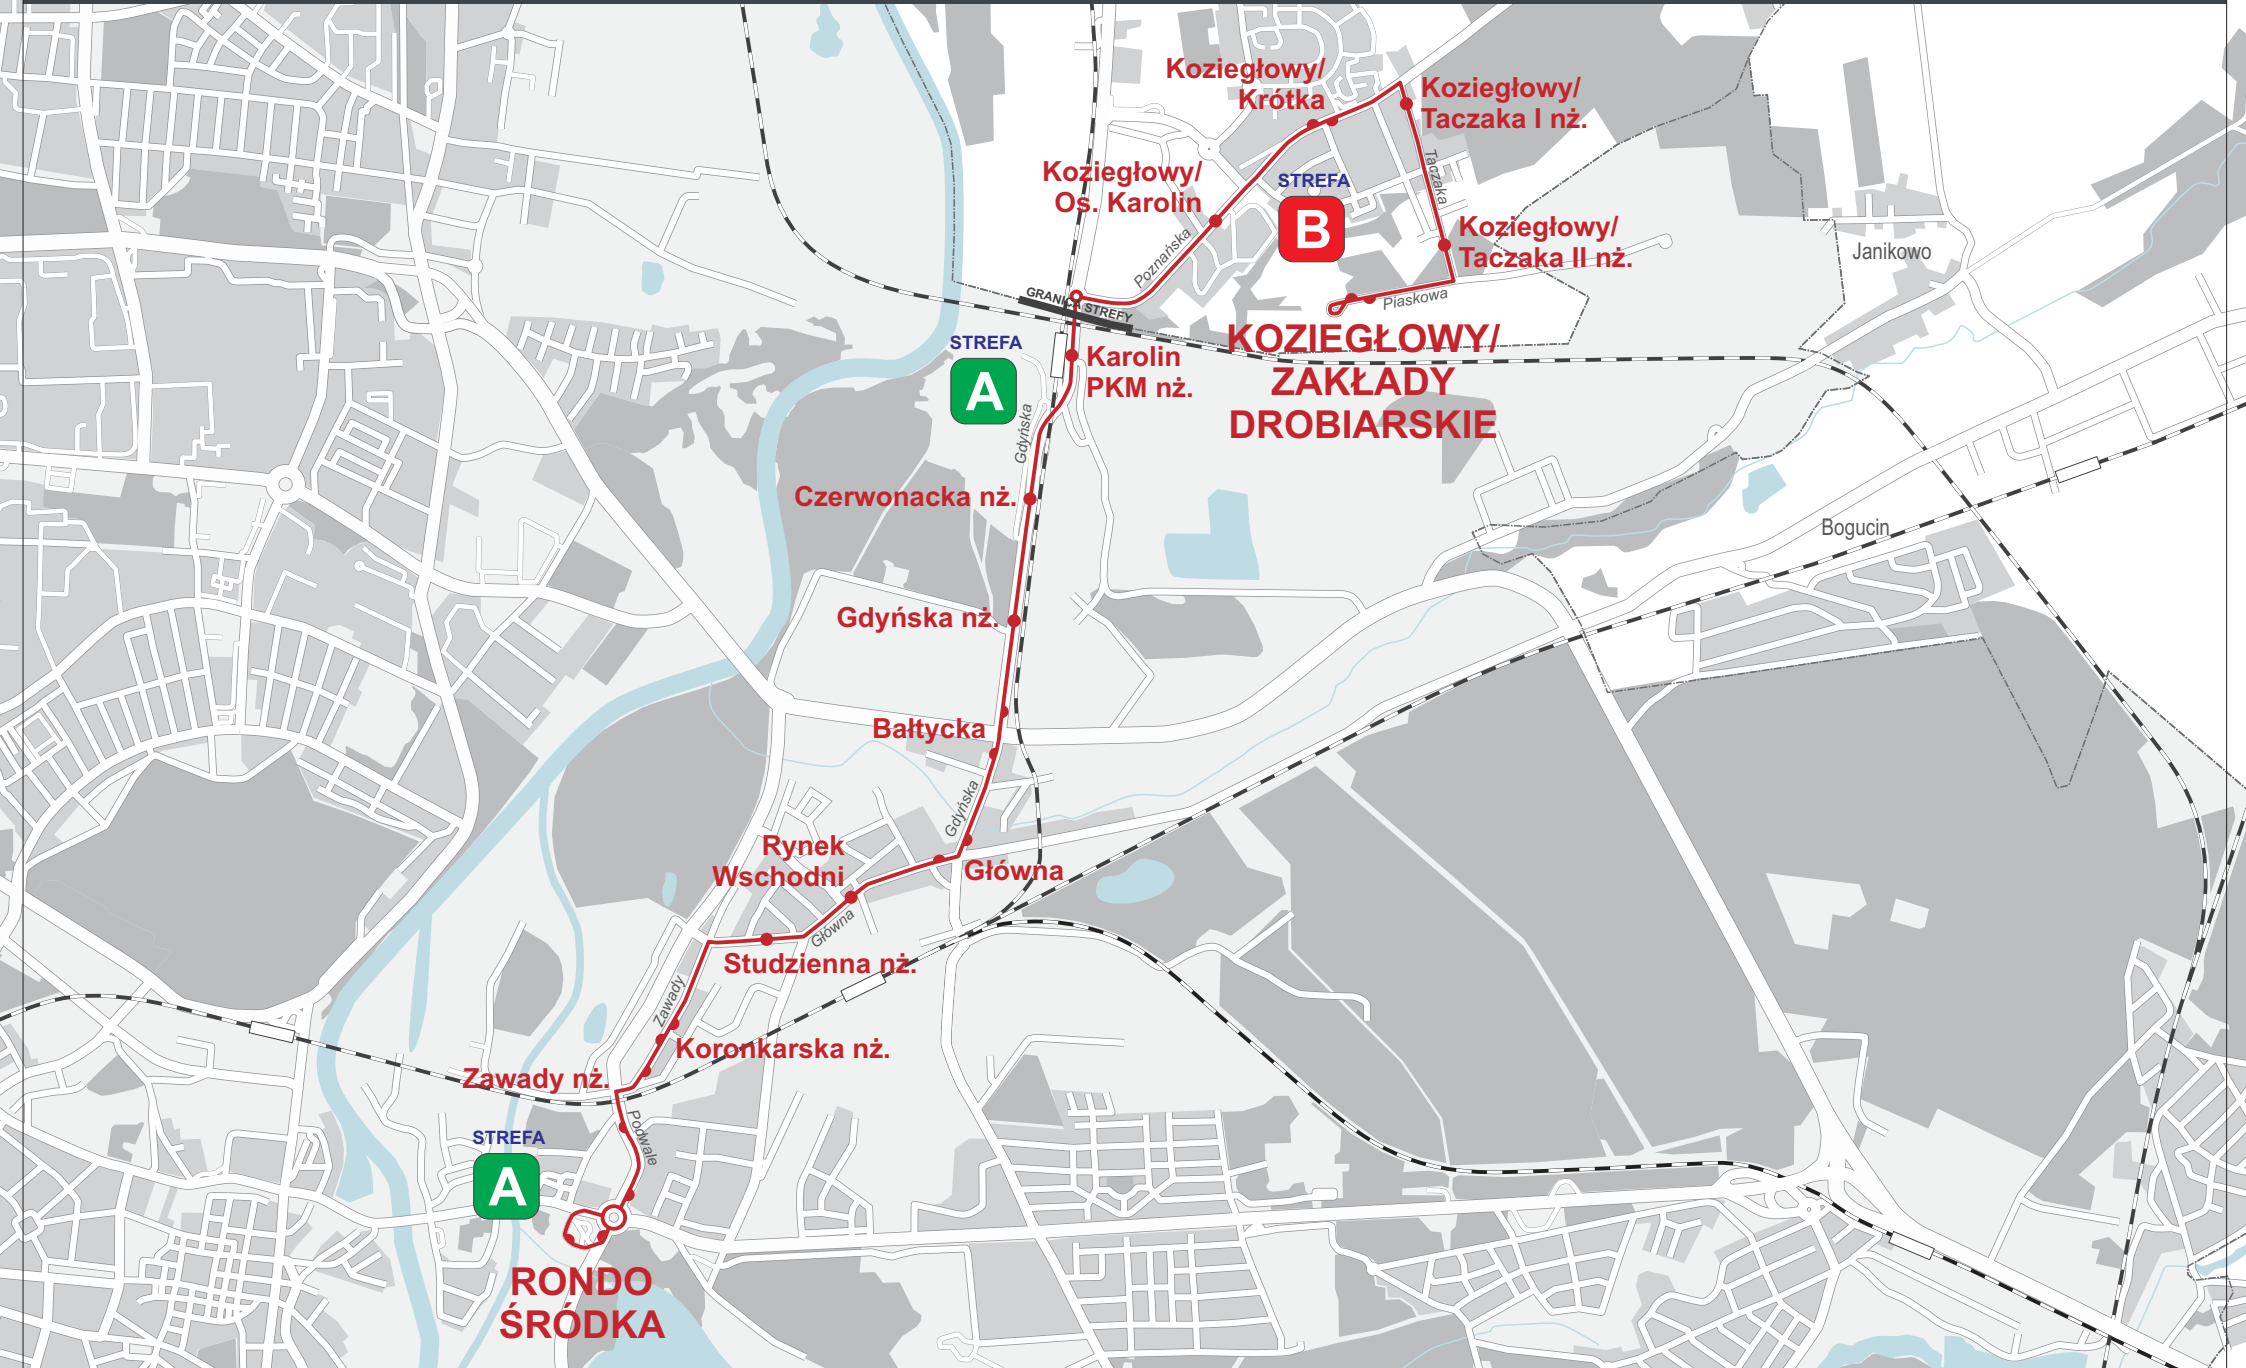 Koziegłowy/
Krótka
Koziegłowy/
Taczaka I nż.
Koziegłowy/
Os. Karolin
STREFA
B
Taczaka
Koziegłowy/
Taczaka II nż.
Janikowo
Poznańska
Piaskowa
GRANICA STREFY
KOZIEGŁOWY/
ZAKŁADY
DROBIARSKIE
STREFA
A
Karolin
PKM nż.
Gdyńska
Czerwonacka nż.
Bogucin
Gdyńska nż.
Bałtycka
Gdyńska
Rynek
Wschodni
Główna
Główna
Studzienna nż.
Zawady
Koronkarska nż.
Zawady nż.
Podwale
STREFA
A
RONDO
ŚRÓDKA